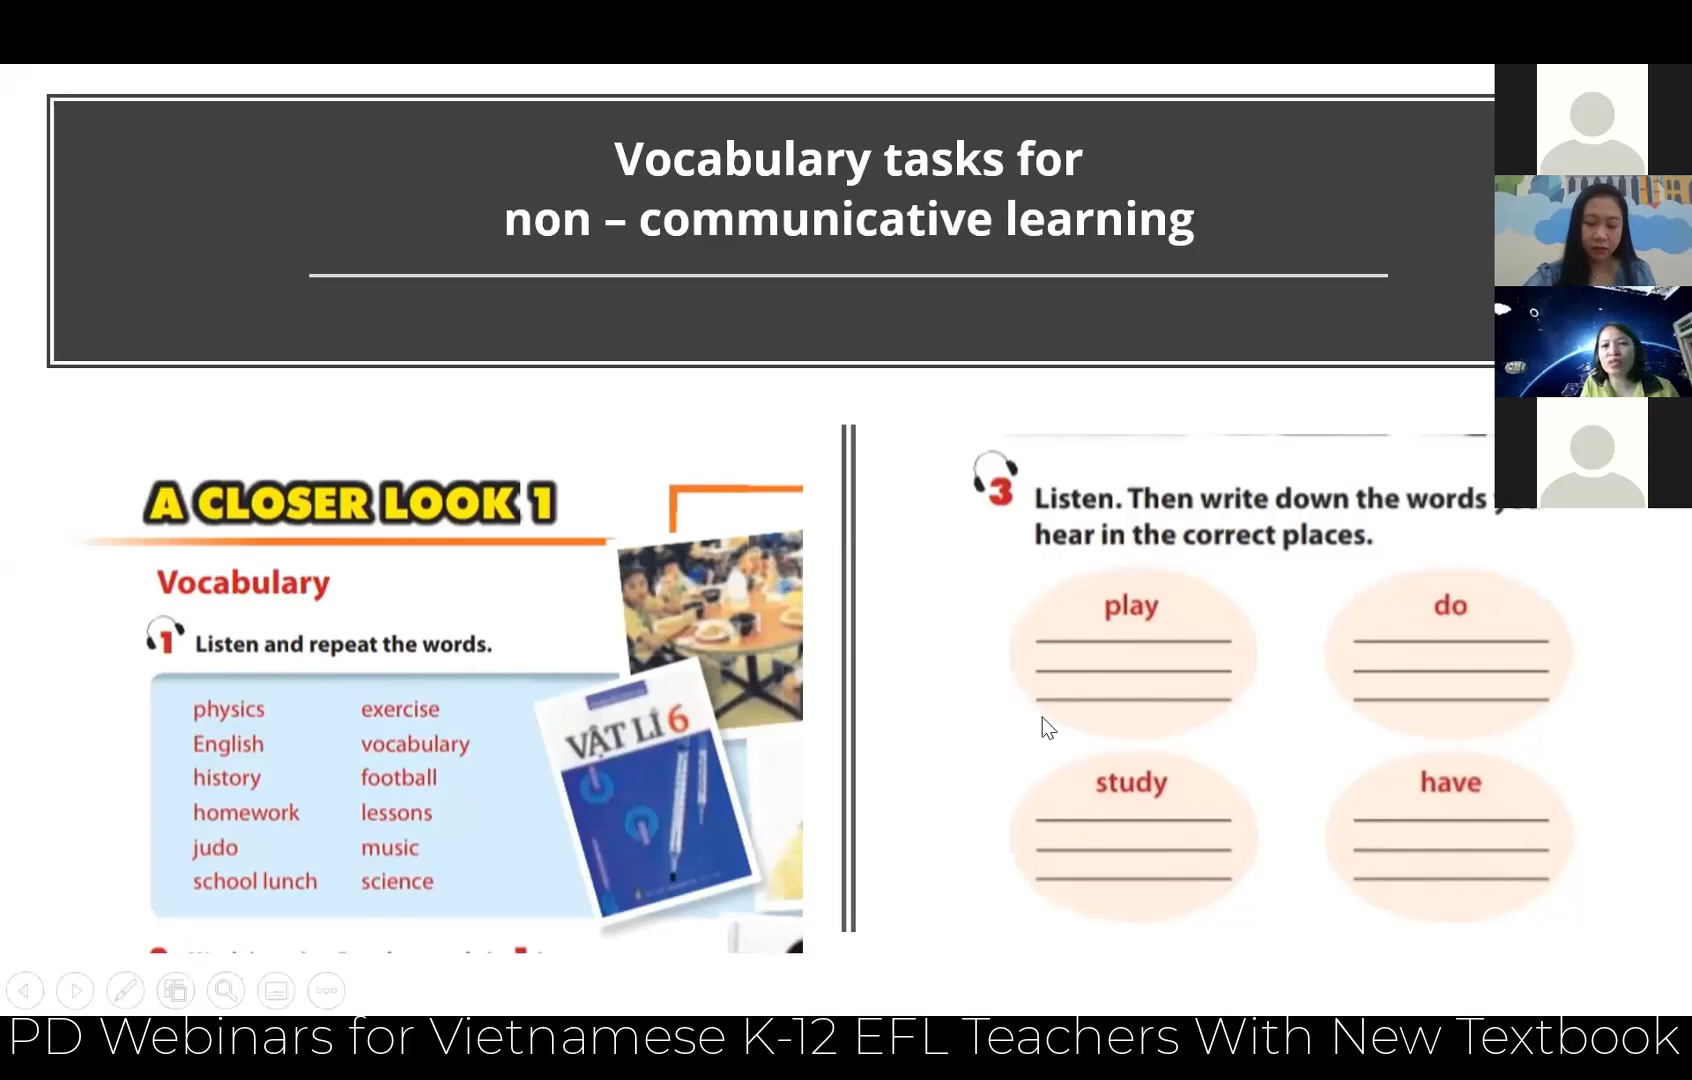 Vocabulary tasks for
non – communicative learning
A CLOSER LOOK 1
Vocabulary
1 Listen and repeat the words.
physics exercise
English vocabulary
history football
homework lessons
judo music
school lunch science
VẬT LÍ 6
3 Listen. Then write down the words
hear in the correct places.
play do
study have
PD Webinars for Vietnamese K-12 EFL Teachers With New Textbook